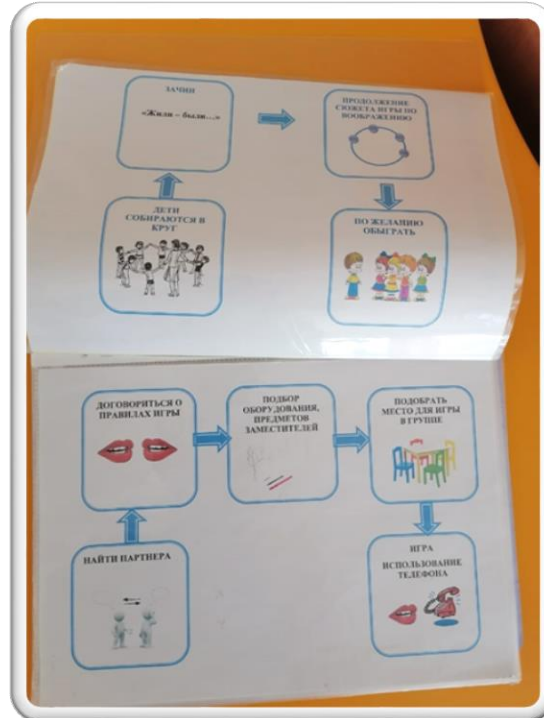 ЗАЧИН
«Жили – были…»
ПРОДОЛЖЕНИЕ
СЮЖЕТА ИГРЫ ПО
ВООБРАЖЕНИЮ
ДЕТИ
СОБИРАЮТСЯ В
КРУГ
ПО ЖЕЛАНИЮ
ОБЫГРАТЬ
ДОГОВОРИТЬСЯ О
ПРАВИЛАХ ИГРЫ
ПОДБОР
ОБОРУДОВАНИЯ,
ПРЕДМЕТОВ
ЗАМЕСТИТЕЛЕЙ
ПОДОБРАТЬ
МЕСТО ДЛЯ ИГРЫ
В ГРУППЕ
НАЙТИ ПАРТНЕРА
ИГРА
ИСПОЛЬЗОВАНИЕ
ТЕЛЕФОНА